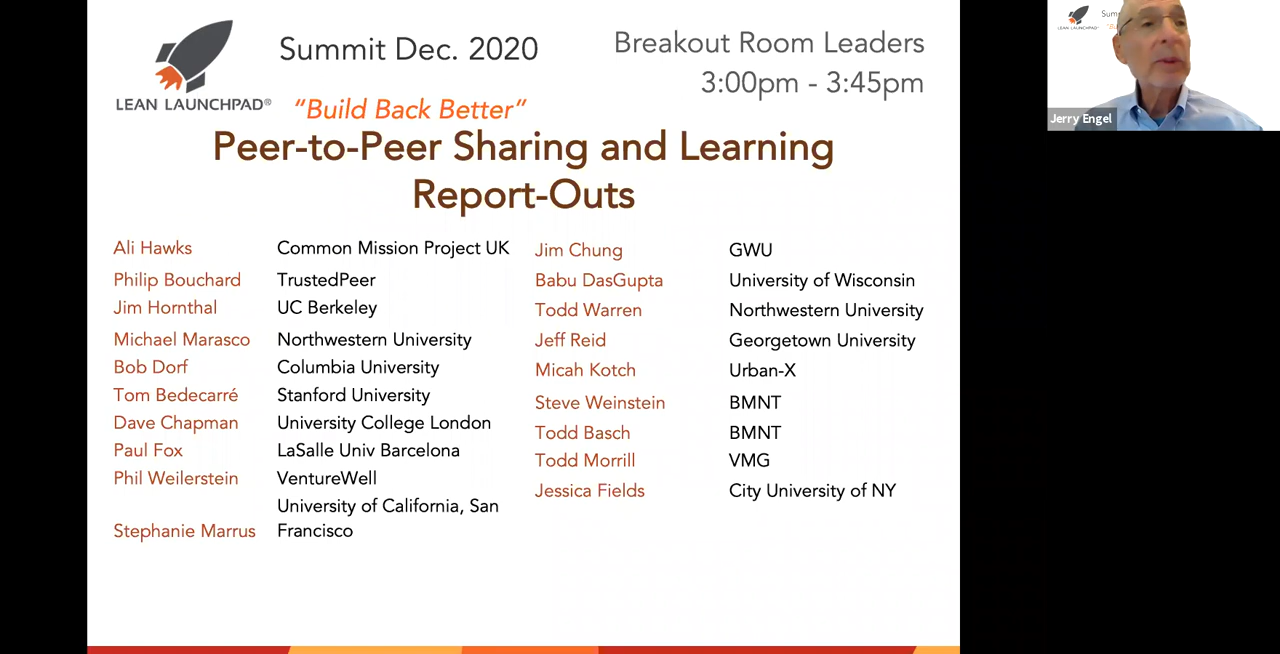 LEAN LAUNCHPAD®
Summit Dec. 2020
"Build Back Better"
Breakout Room Leaders
3:00pm - 3:45pm
Peer-to-Peer Sharing and Learning
Report-Outs
Ali Hawks Common Mission Project UK
Philip Bouchard TrustedPeer
Jim Hornthal UC Berkeley
Michael Marasco Northwestern University
Bob Dorf Columbia University
Tom Bedecarré Stanford University
Dave Chapman University College London
Paul Fox LaSalle Univ Barcelona
Phil Weilerstein VentureWell
University of California, San
Stephanie Marrus Francisco
Jim Chung GWU
Babu DasGupta University of Wisconsin
Todd Warren Northwestern University
Jeff Reid Georgetown University
Micah Kotch Urban-X
Steve Weinstein BMNT
Todd Basch BMNT
Todd Morrill VMG
Jessica Fields City University of NY
Summ
LEAN LAUNCHPAD
Jerry Engel